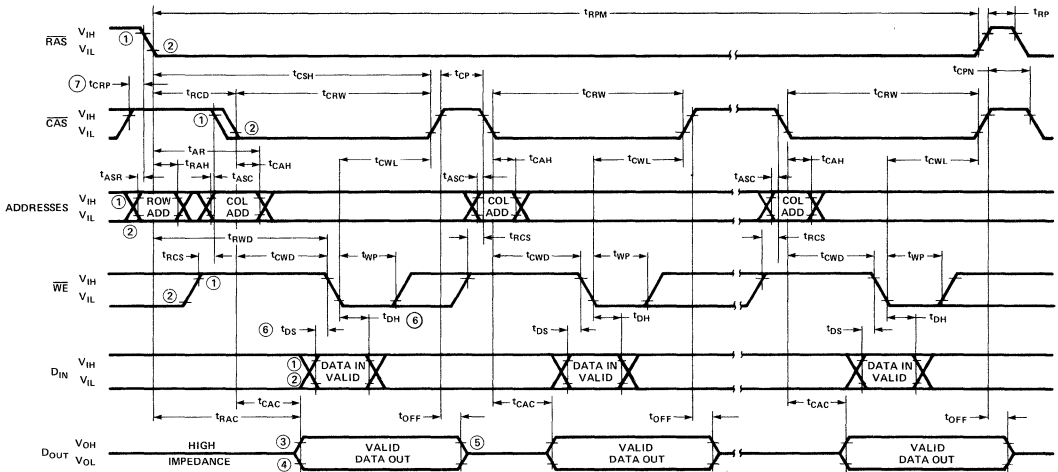 tRPM
tRP
RAS VIH ① ②
VIL
tCSH
tCP
tCPN
⑦ tCRP
tRCD
tCRW
tCRW
tCRW
CAS VIH ① ②
VIL
tAR
tRAH
tCAH
tCWL
tCAH
tCWL
tCAH
tCWL
tASR
tASC
tASC
tASC
ADDRESSES VIH ① ROW ADD COL ADD COL ADD COL ADD
VIL ②
tRWD
tRCS
tRCS
tRCS
tCWD
tWP
tCWD
tWP
tCWD
tWP
WE VIH ①
VIL ②
tDH ⑥
tDH
tDH
⑥ tDS
tDS
tDS
DIN VIH ① DATA IN VALID DATA IN VALID DATA IN VALID
VIL ②
tCAC
tCAC
tCAC
tRAC
tOFF
tOFF
tOFF
DOUT VOH HIGH ③ VALID DATA OUT ⑤ VALID DATA OUT VALID DATA OUT
VOL IMPEDANCE ④